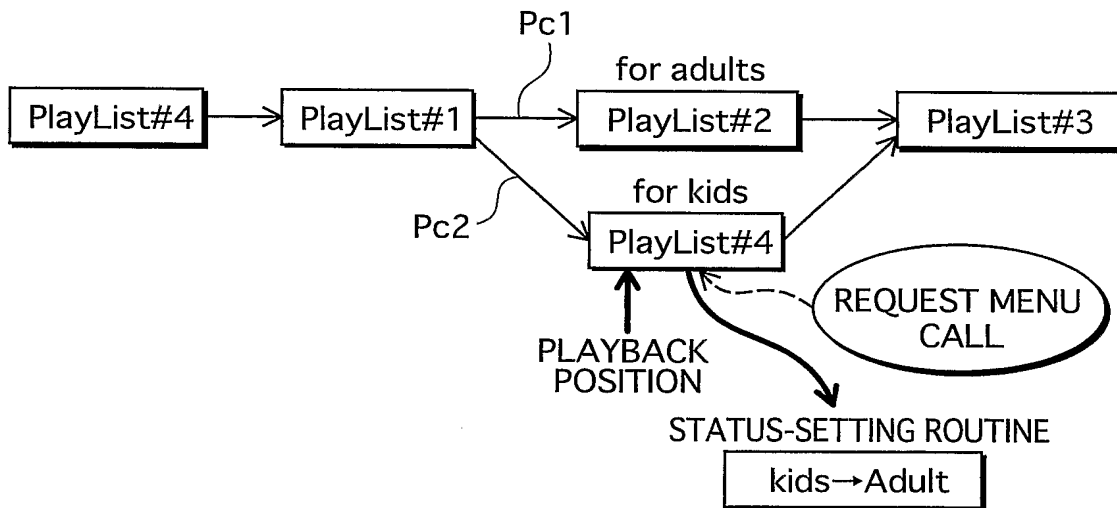 Pc1
for adults
PlayList#4
PlayList#1
PlayList#2
PlayList#3
for kids
Pc2
PlayList#4
REQUEST MENU
CALL
PLAYBACK
POSITION
STATUS-SETTING ROUTINE
kids→Adult